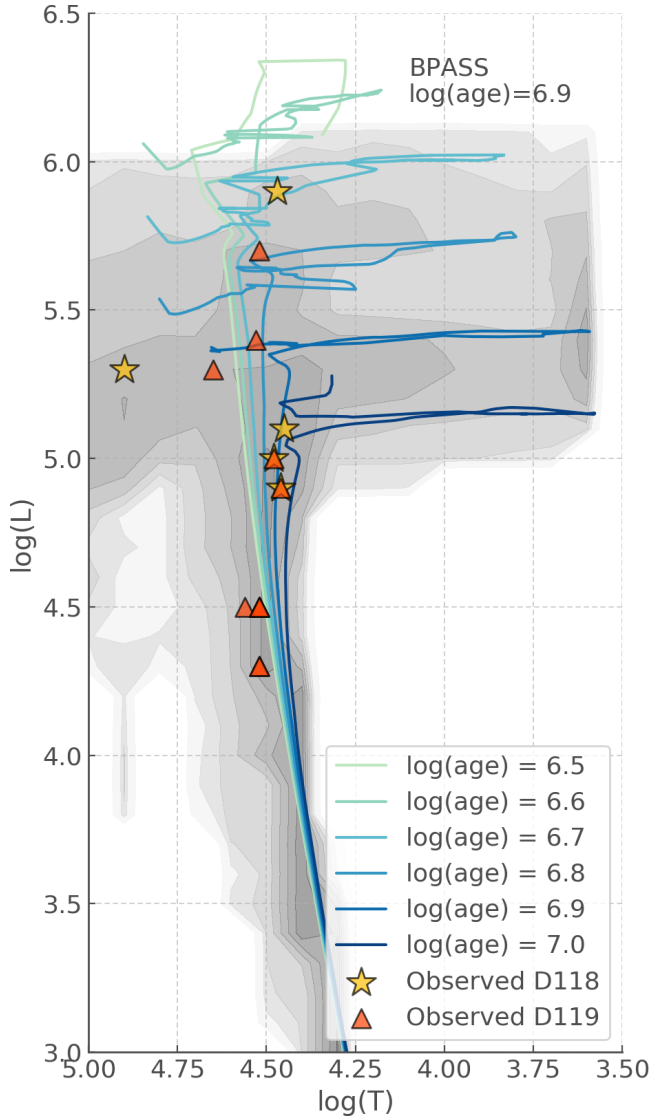 6.5
6.0
5.5
5.0
4.5
4.0
3.5
3.0
log(L)
BPASS
log(age)=6.9
log(age) = 6.5
log(age) = 6.6
log(age) = 6.7
log(age) = 6.8
log(age) = 6.9
log(age) = 7.0
Observed D118
Observed D119
5.00 4.75 4.50 4.25 4.00 3.75 3.50
log(T)